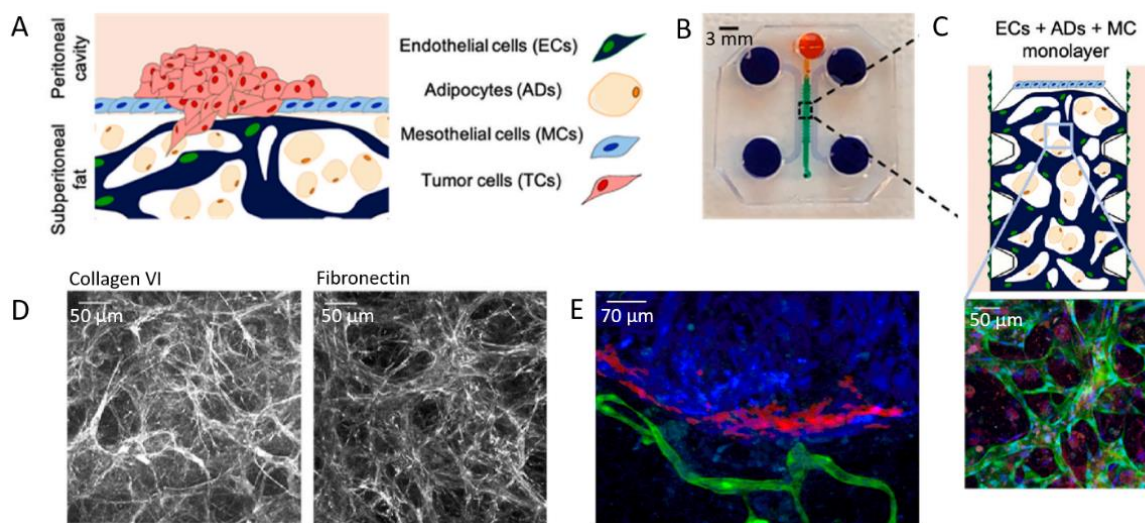 A
Peritoneal
cavity
Subperitoneal
fat
Endothelial cells (ECs)
Adipocytes (ADs)
Mesothelial cells (MCs)
Tumor cells (TCs)
B
3 mm
C
ECs + ADs + MC
monolayer
50 μm
D
Collagen VI
50 μm
Fibronectin
50 μm
E
70 μm